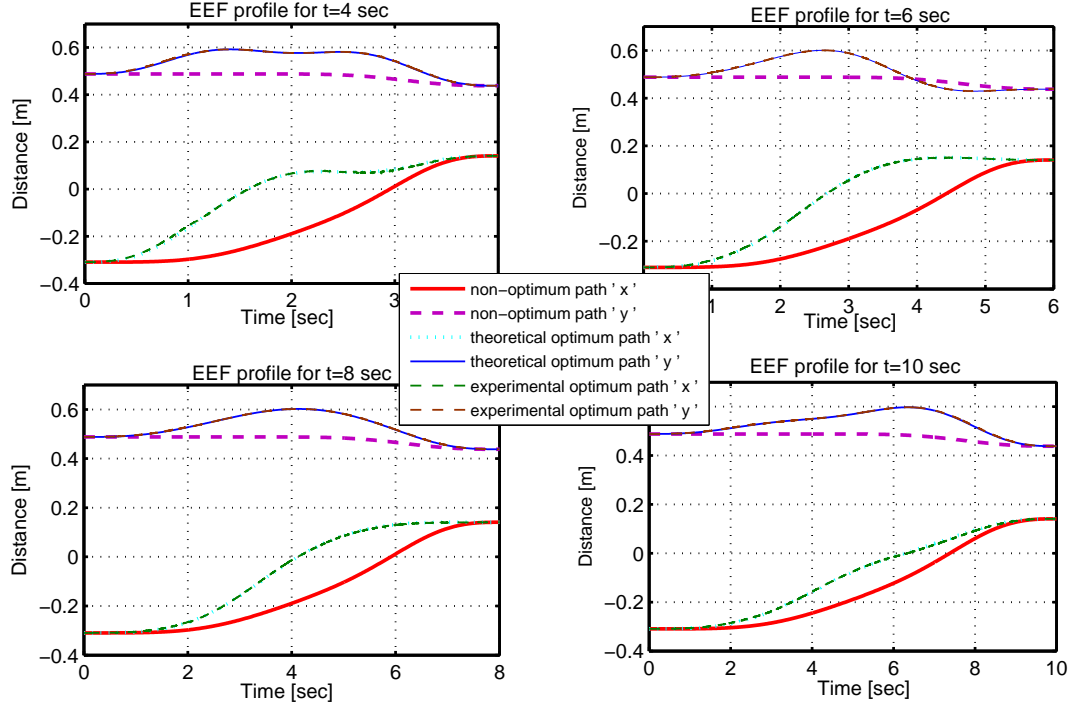 EEF profile for t=4 sec
0.6
0.4
0.2
0
−0.2
−0.4
Distance [m]
0
1
2
3
Time [sec]
EEF profile for t=6 sec
0.6
0.4
0.2
0
−0.2
Distance [m]
1
2
3
4
5
6
Time [sec]
non−optimum path ’ x ’
non−optimum path ’ y ’
theoretical optimum path ’ x ’
theoretical optimum path ’ y ’
experimental optimum path ’ x ’
experimental optimum path ’ y ’
EEF profile for t=8 sec
0.6
0.4
0.2
0
−0.2
−0.4
Distance [m]
0
2
4
6
8
Time [sec]
t=10 sec
0.6
0.4
0.2
0
−0.2
−0.4
Distance [m]
0
2
4
6
8
10
Time [sec]